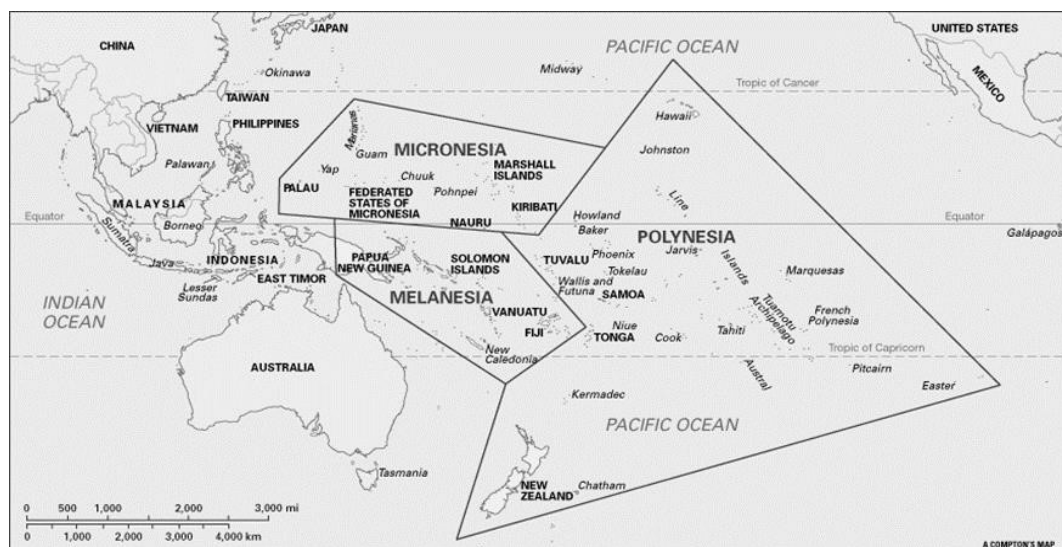 CHINA
JAPAN
PACIFIC OCEAN
UNITED STATES
MEXICO
Okinawa
Midway
Tropic of Cancer
TAIWAN
Hawaii
VIETNAM
PHILIPPINES
Marianas
Guam
MICRONESIA
Johnston
Palawan
Yap
Chuuk
MARSHALL
ISLANDS
PALAU
FEDERATED
STATES OF
MICRONESIA
Pohnpei
Line
MALAYSIA
KIRIBATI
Equator
Borneo
NAURU
Howland
Baker
Equator
Galápagos
Sumatra
POLYNESIA
INDONESIA
Java
PAPUA
NEW GUINEA
SOLOMON
ISLANDS
TUVALU
Phoenix
Jarvis
Tokelau
Islands
Marquesas
EAST TIMOR
Lesser
Sundas
MELANESIA
Wallis and
Futuna
SAMOA
INDIAN
OCEAN
VANUATU
FIJI
Niue
TONGA
Cook
Tahiti
Tuamotu
Archipelago
French
Polynesia
New
Caledonia
Tropic of Capricorn
AUSTRALIA
Austral
Pitcairn
Easter
Kermadec
PACIFIC OCEAN
Tasmania
NEW
ZEALAND
Chatham
0 500 1,000 2,000 3,000 mi
0 1,000 2,000 3,000 4,000 km
A COMPTON'S MAP